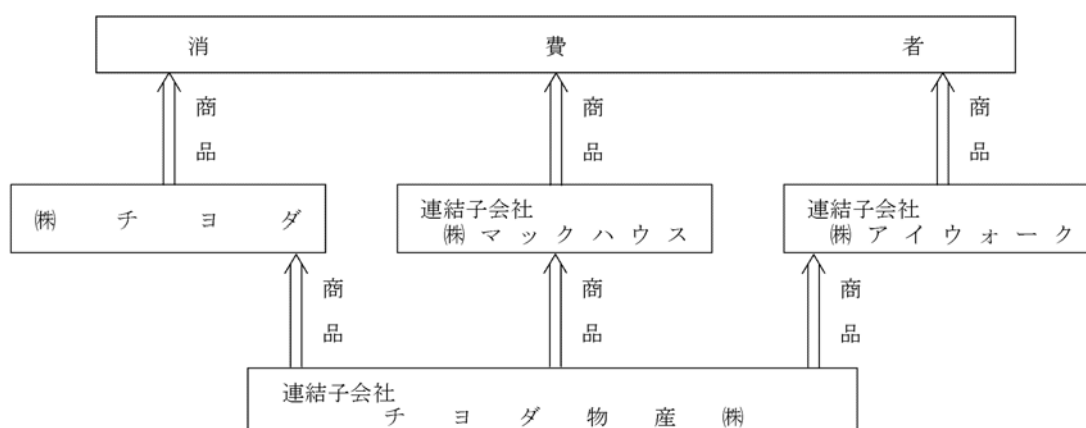 消費者
商品
商品
商品
㈱チヨダ
連結子会社
㈱マックハウス
連結子会社
㈱アイウォーク
商品
商品
商品
連結子会社
チヨダ物産㈱